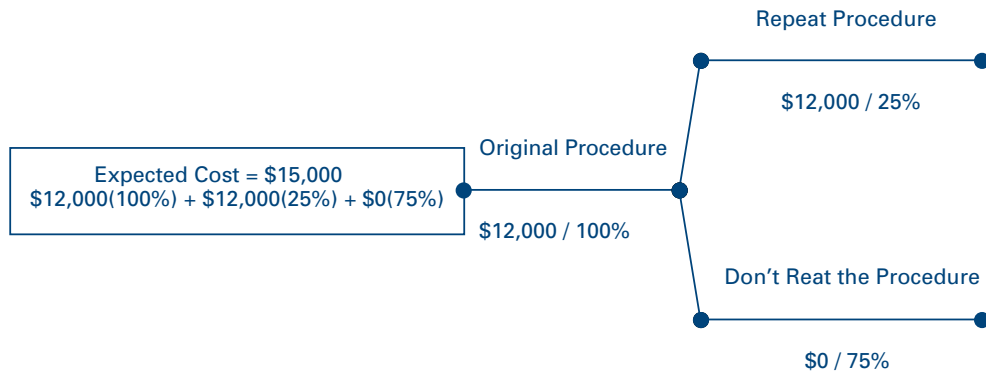 Repeat Procedure
$12,000 / 25%
Original Procedure
Expected Cost = $15,000
$12,000(100%) + $12,000(25%) + $0(75%)
$12,000 / 100%
Don’t Reat the Procedure
$0 / 75%